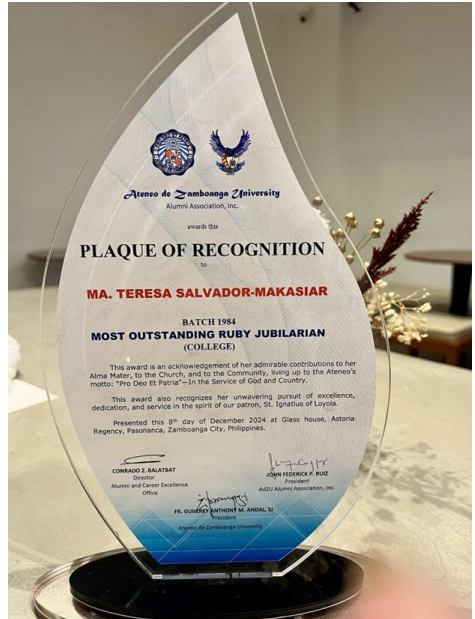 Ateneo de Zamboanga University
Alumni Association, Inc.
awards this
PLAQUE OF RECOGNITION
to
MA. TERESA SALVADOR-MAKASIAR
BATCH 1984
MOST OUTSTANDING RUBY JUBILARIAN
(COLLEGE)
This award is an acknowledgement of her admirable contributions to her
Alma Mater, to the Church, and to the Community, living up to the Ateneo's
motto: "Pro Deo Et Patria"—In the Service of God and Country.
This award also recognizes her unwavering pursuit of excellence,
dedication, and service in the spirit of our patron, St. Ignatius of Loyola.
Presented this 8th day of December 2024 at Glass house, Astoria
Regency, Pasonanca, Zamboanga City, Philippines.
CONRADO Z. BALATBAT
Director
Alumni and Career Excellence
Office
JOHN FEDERICK P. RUIZ
President
AdZU Alumni Association, Inc.
FR. GUIMREY ANTHONY M. ANDAL, SJ
President
Ateneo de Zamboanga University